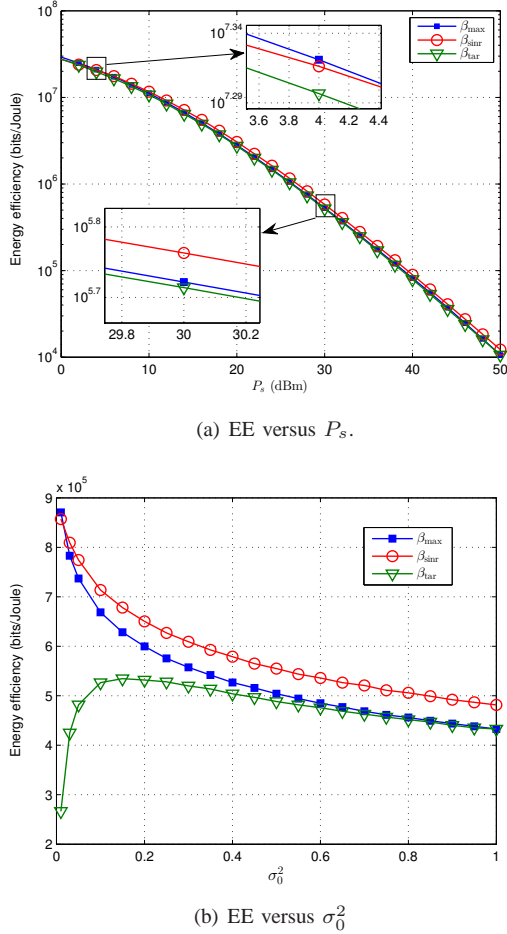 10^8
10^7
10^6
10^5
10^4
Energy efficiency (bits/Joule)
10^7.34
10^7.29
3.6 3.8 4 4.2 4.4
β_max
β_sinr
β_tar
10^5.8
10^5.7
29.8 30 30.2
0 10 20 30 40 50
P_s (dBm)
(a) EE versus P_s.
x 10^5
9
8
7
6
5
4
3
2
Energy efficiency (bits/Joule)
β_max
β_sinr
β_tar
0 0.2 0.4 0.6 0.8 1
σ_0^2
(b) EE versus σ_0^2